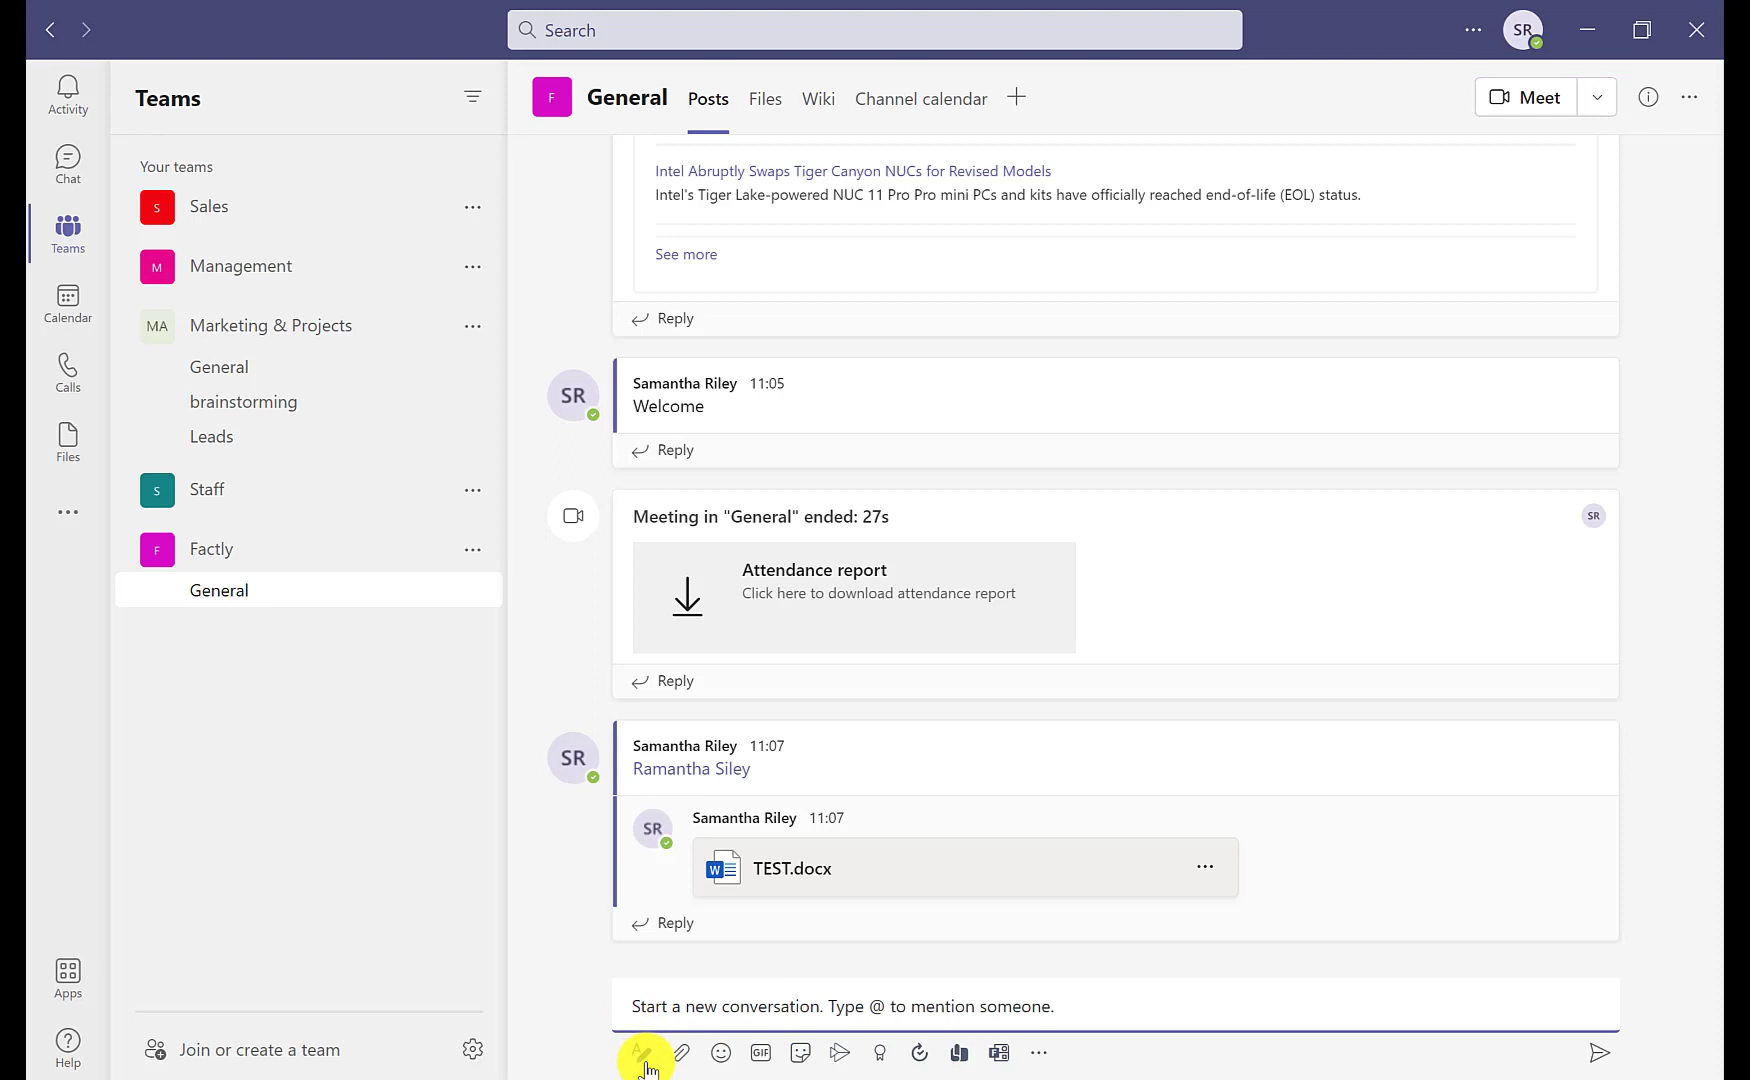 Search
SR
Activity
Chat
Teams
Calendar
Calls
Files
Apps
Help
Teams
Your teams
S Sales
M Management
MA Marketing & Projects
General
brainstorming
Leads
S Staff
F Factly
General
Join or create a team
F General Posts Files Wiki Channel calendar
Meet
Intel Abruptly Swaps Tiger Canyon NUCs for Revised Models
Intel's Tiger Lake-powered NUC 11 Pro Pro mini PCs and kits have officially reached end-of-life (EOL) status.
See more
Reply
SR
Samantha Riley 11:05
Welcome
Reply
Meeting in "General" ended: 27s
SR
Attendance report
Click here to download attendance report
Reply
SR
Samantha Riley 11:07
Ramantha Siley
SR
Samantha Riley 11:07
W TEST.docx
Reply
Start a new conversation. Type @ to mention someone.
GIF